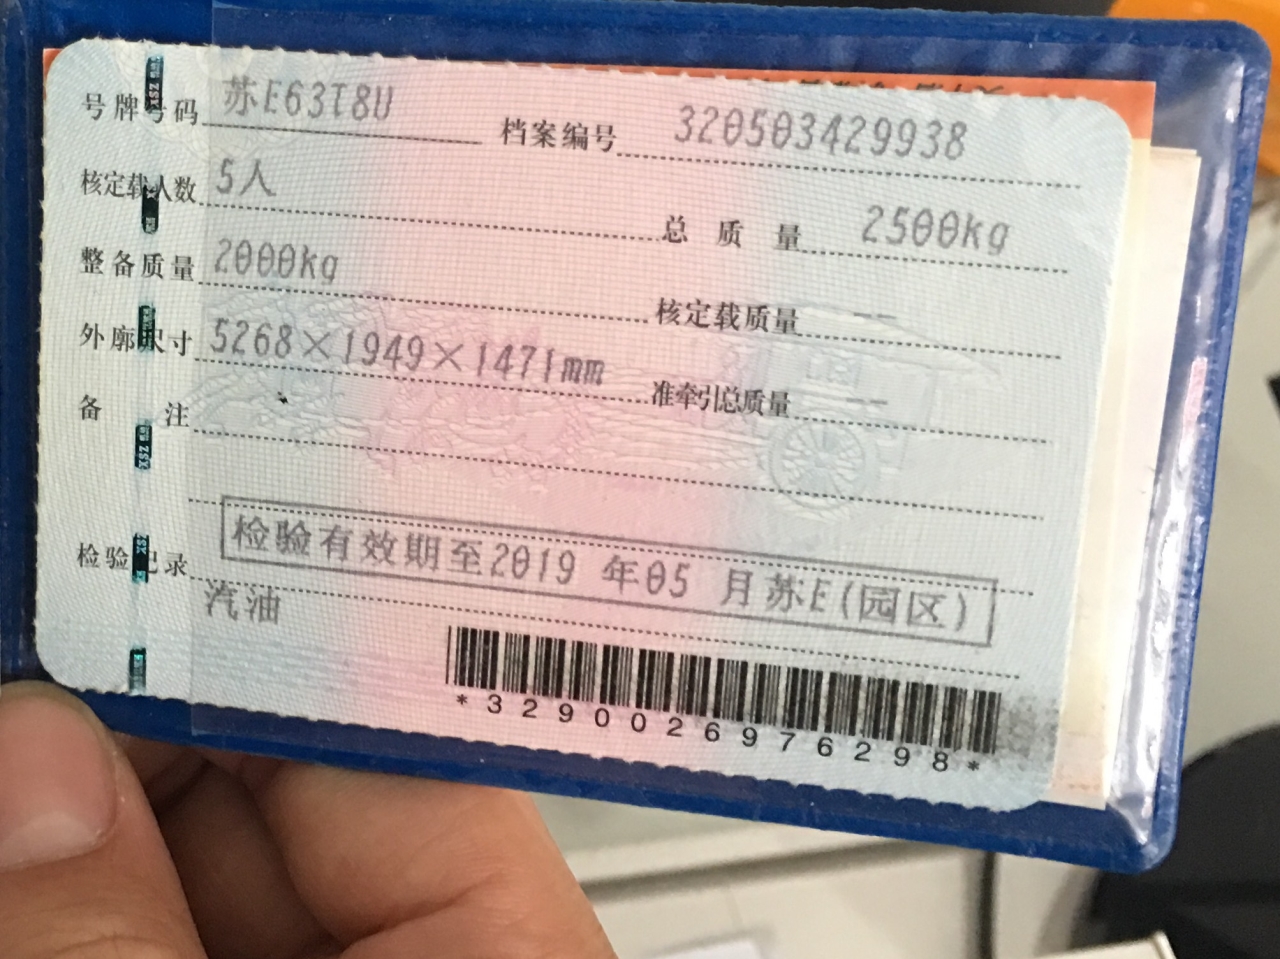 号牌号码 苏E63T8U 档案编号 320503429938
核定载人数 5人 总质量 2500kg
整备质量 2000kg 核定载质量 --
外廓尺寸 5268×1949×1471mm 准牵引总质量 --
备注
检验记录 检验有效期至2019 年05 月苏E(园区)
汽油
*3290026976298*